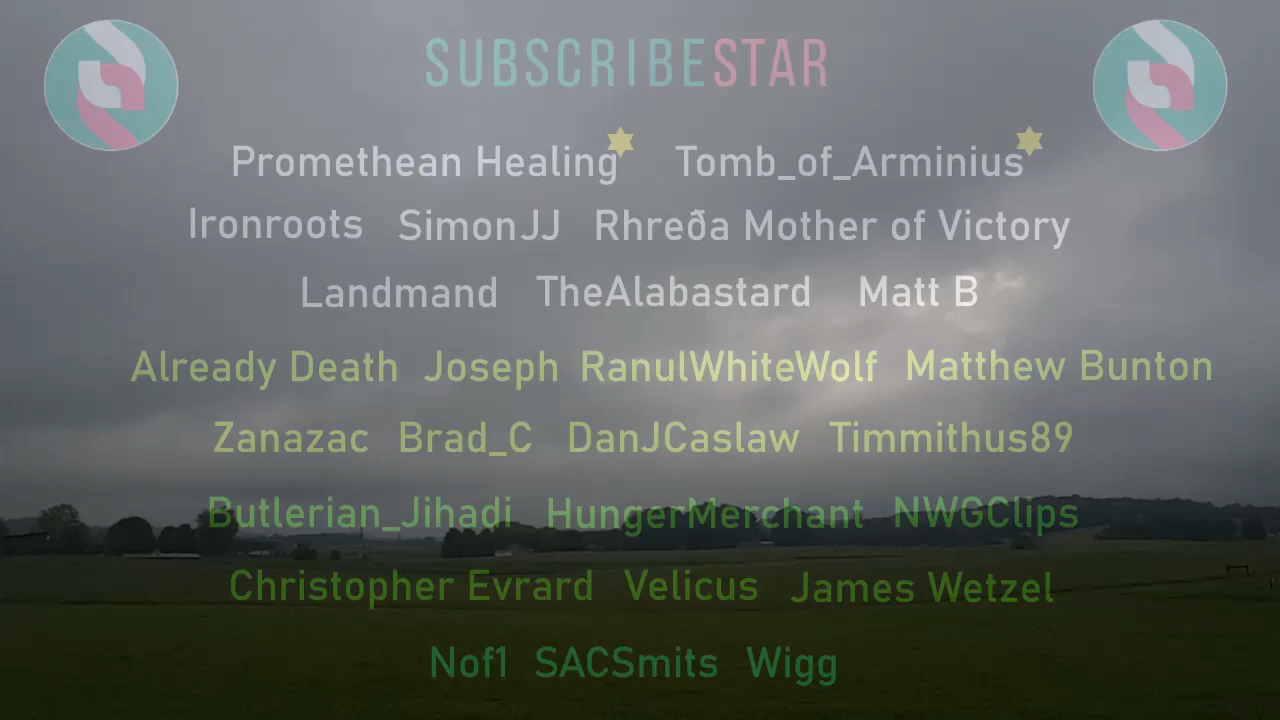 SUBSCRIBESTAR
Promethean Healing Tomb_of_Arminius
Ironroots SimonJJ Rhreða Mother of Victory
Landmand TheAlabastard Matt B
Already Death Joseph RanulWhiteWolf Matthew Bunton
Zanazac Brad_C DanJCaslaw Timmithus89
Butlerian_Jihadi HungerMerchant NWGClips
Christopher Evrard Velicus James Wetzel
Nof1 SACSmits Wigg